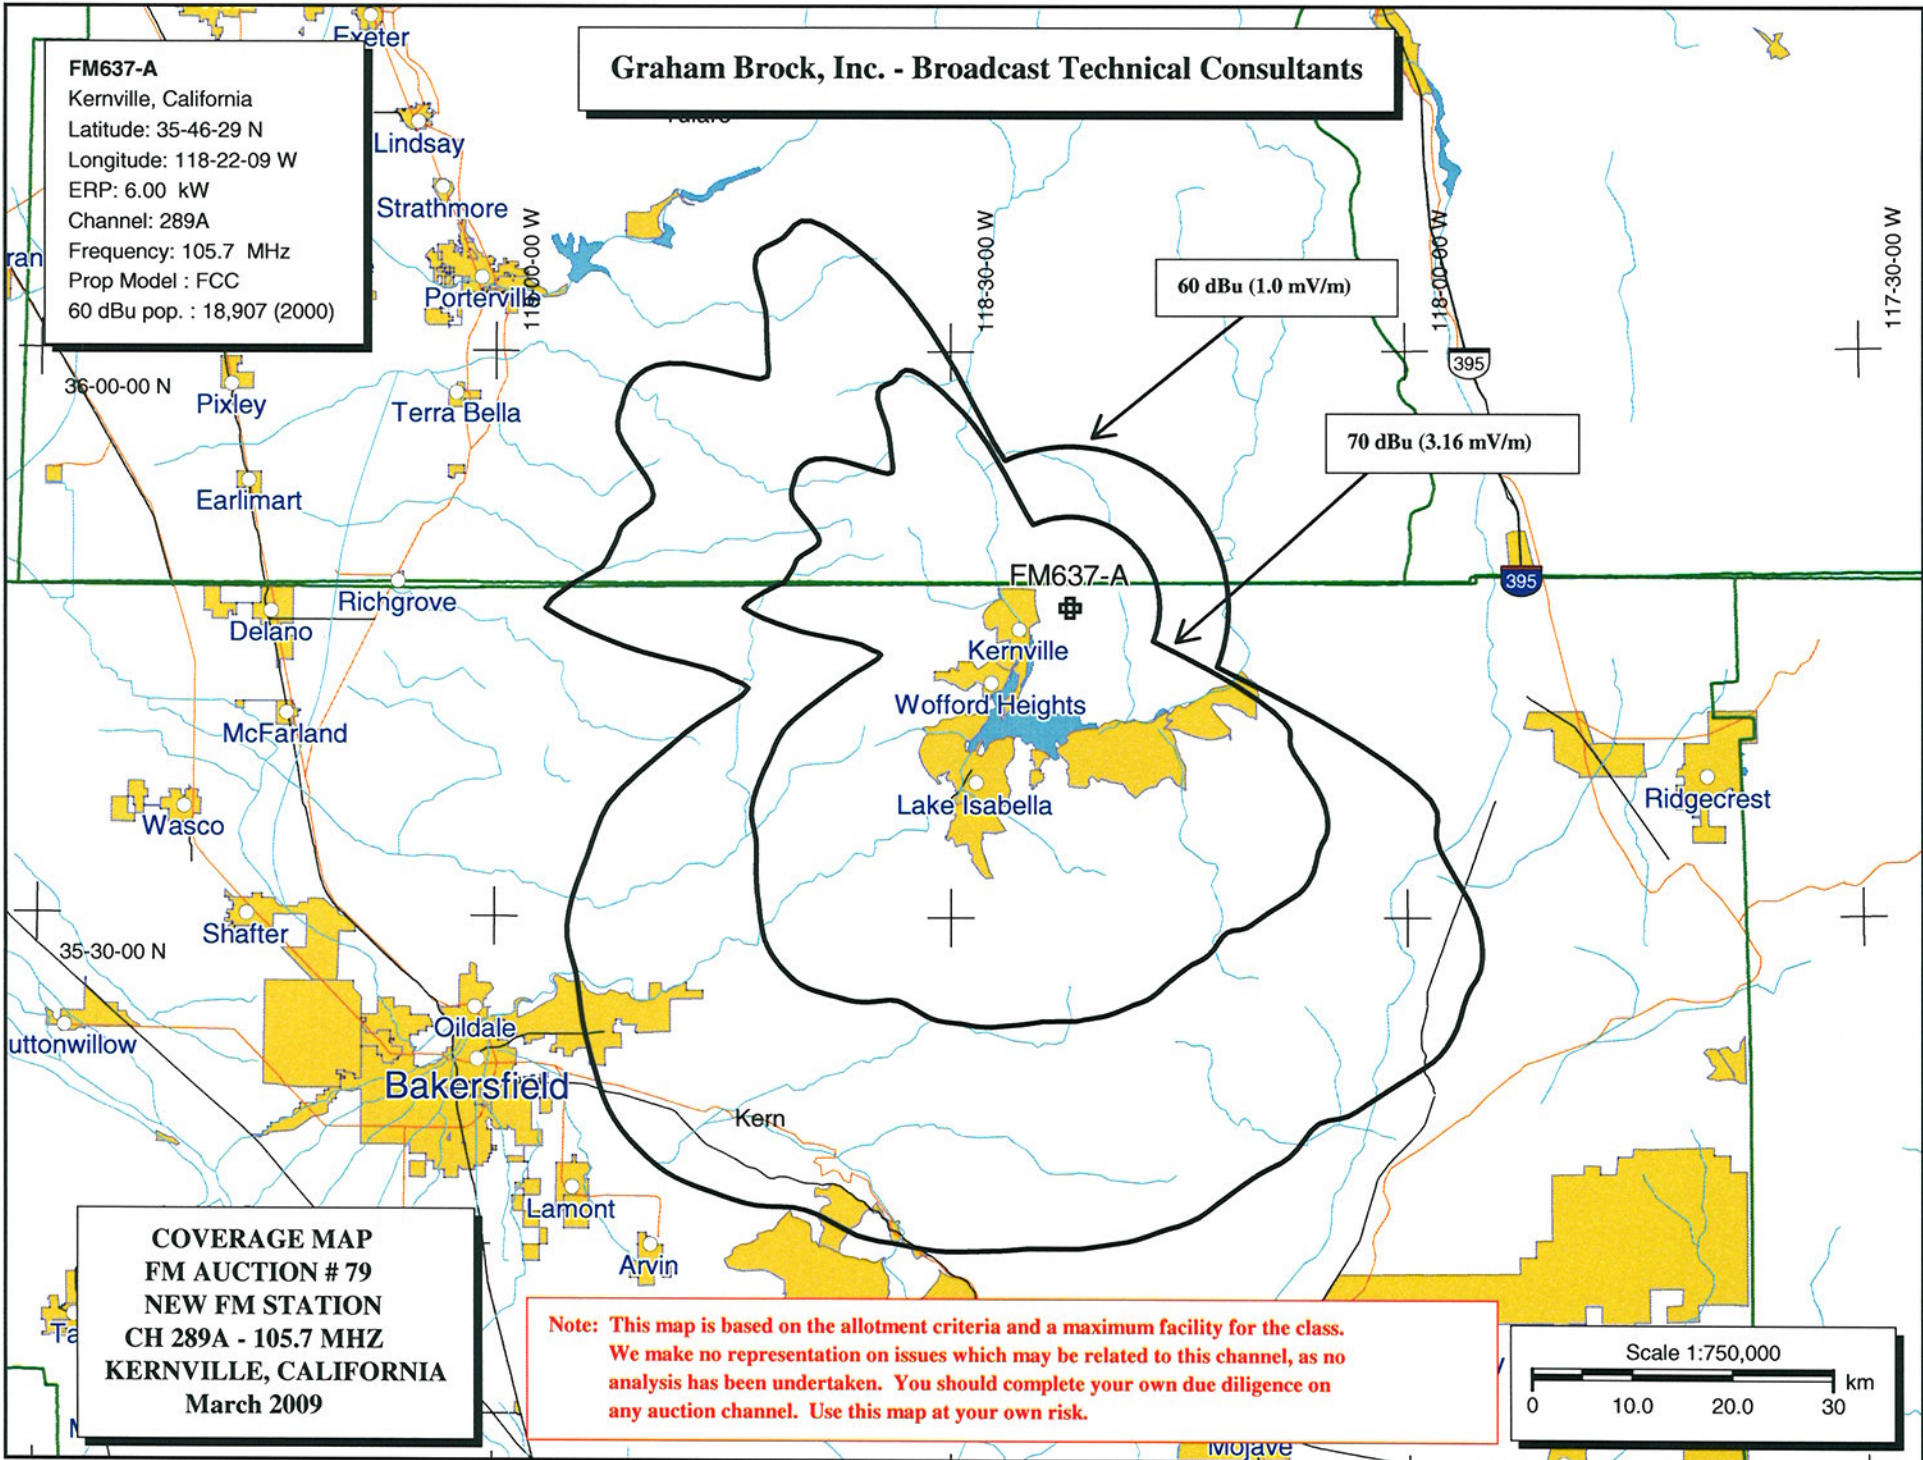 Exeter
FM637-A
Kernville, California
Latitude: 35-46-29 N
Longitude: 118-22-09 W
ERP: 6.00 kW
Channel: 289A
Frequency: 105.7 MHz
Prop Model : FCC
60 dBu pop. : 18,907 (2000)
Graham Brock, Inc. - Broadcast Technical Consultants
Lindsay
Strathmore
Porterville
118-30-00 W
118-00-00 W
117-30-00 W
60 dBu (1.0 mV/m)
395
36-00-00 N
Pixley
Terra Bella
70 dBu (3.16 mV/m)
Earlimart
FM637-A
395
Richgrove
Delano
Kernville
Wofford Heights
McFarland
Lake Isabella
Ridgecrest
Wasco
Shafter
35-30-00 N
Oildale
uttonwillow
Bakersfield
Kern
Lamont
Arvin
COVERAGE MAP
FM AUCTION # 79
NEW FM STATION
CH 289A - 105.7 MHZ
KERNVILLE, CALIFORNIA
March 2009
Note: This map is based on the allotment criteria and a maximum facility for the class.
We make no representation on issues which may be related to this channel, as no
analysis has been undertaken. You should complete your own due diligence on
any auction channel. Use this map at your own risk.
Scale 1:750,000
km
0 10.0 20.0 30
Mojave